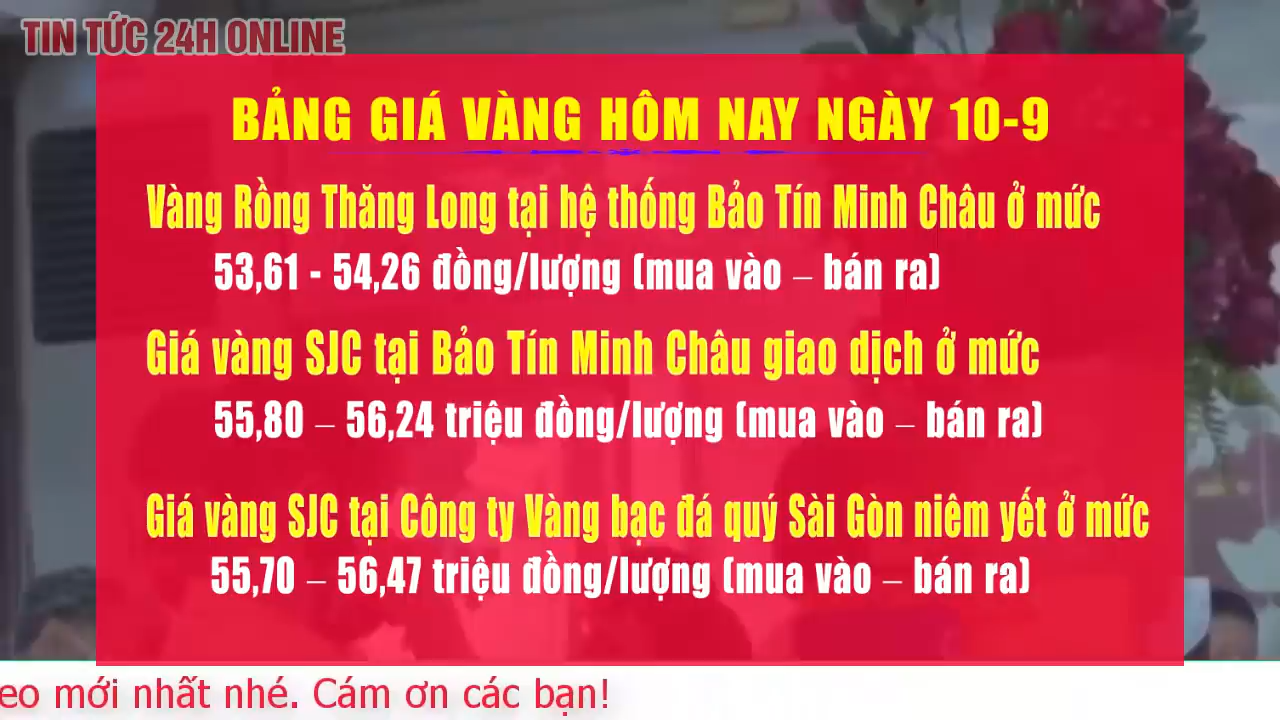 TIN TỨC 24H ONLINE
BẢNG GIÁ VÀNG HÔM NAY NGÀY 10-9
Vàng Rồng Thăng Long tại hệ thống Bảo Tín Minh Châu ở mức
53,61 - 54,26 đồng/lượng (mua vào – bán ra)
Giá vàng SJC tại Bảo Tín Minh Châu giao dịch ở mức
55,80 – 56,24 triệu đồng/lượng (mua vào – bán ra)
Giá vàng SJC tại Công ty Vàng bạc đá quý Sài Gòn niêm yết ở mức
55,70 – 56,47 triệu đồng/lượng (mua vào – bán ra)
eo mới nhất nhé. Cám ơn các bạn!